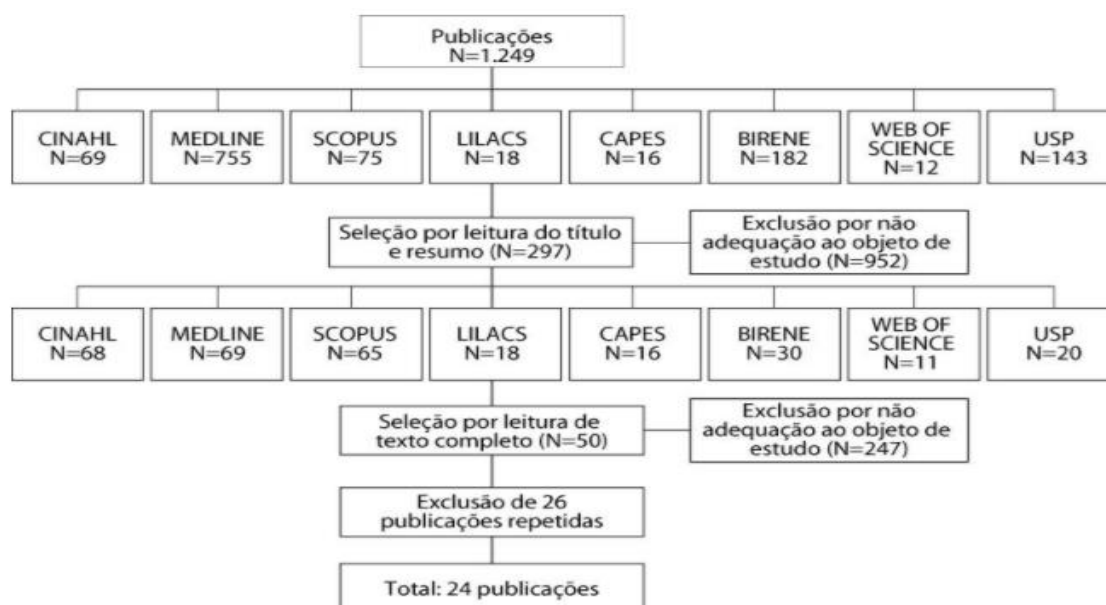 Publicações
N=1.249
CINAHL
N=69
MEDLINE
N=755
SCOPUS
N=75
LILACS
N=18
CAPES
N=16
BIRENE
N=182
WEB OF
SCIENCE
N=12
USP
N=143
Seleção por leitura do título
e resumo (N=297)
Exclusão por não
adequação ao objeto de
estudo (N=952)
CINAHL
N=68
MEDLINE
N=69
SCOPUS
N=65
LILACS
N=18
CAPES
N=16
BIRENE
N=30
WEB OF
SCIENCE
N=11
USP
N=20
Seleção por leitura de
texto completo (N=50)
Exclusão por não
adequação ao objeto de
estudo (N=247)
Exclusão de 26
publicações repetidas
Total: 24 publicações